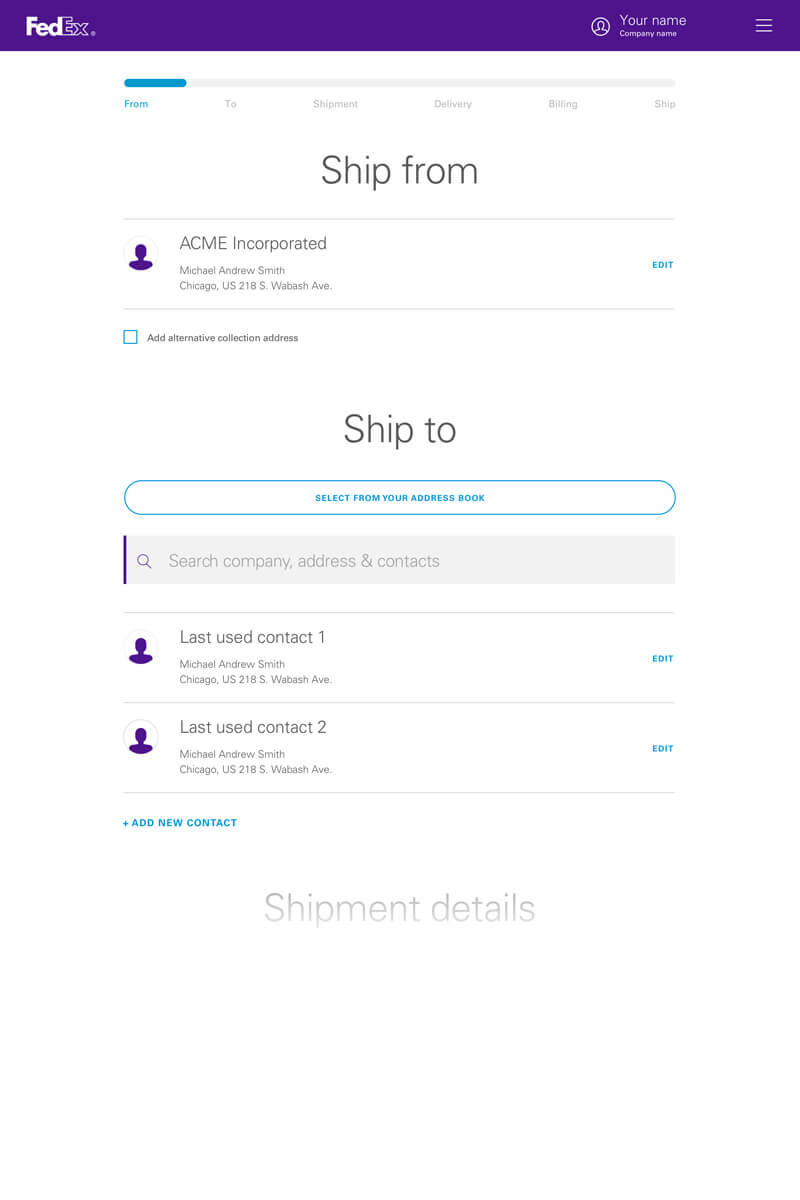 FedEx®
Your name
Company name
From To Shipment Delivery Billing Ship
Ship from
ACME Incorporated
Michael Andrew Smith
Chicago, US 218 S. Wabash Ave.
EDIT
Add alternative collection address
Ship to
SELECT FROM YOUR ADDRESS BOOK
Search company, address & contacts
Last used contact 1
Michael Andrew Smith
Chicago, US 218 S. Wabash Ave.
EDIT
Last used contact 2
Michael Andrew Smith
Chicago, US 218 S. Wabash Ave.
EDIT
+ ADD NEW CONTACT
Shipment details